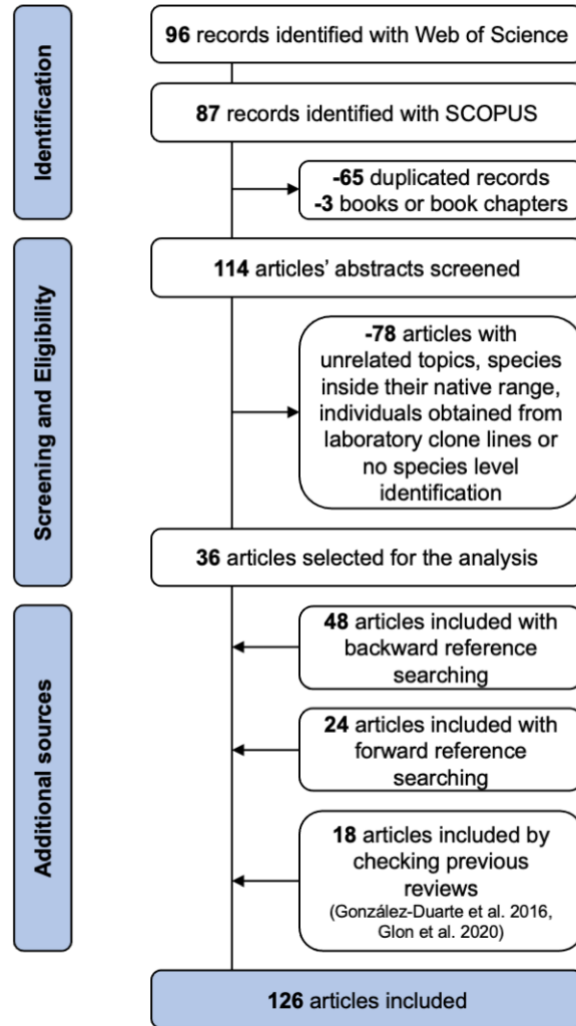 Identification
96 records identified with Web of Science
87 records identified with SCOPUS
-65 duplicated records
-3 books or book chapters
Screening and Eligibility
114 articles' abstracts screened
-78 articles with
unrelated topics, species
inside their native range,
individuals obtained from
laboratory clone lines or
no species level
identification
36 articles selected for the analysis
Additional sources
48 articles included with
backward reference
searching
24 articles included with
forward reference
searching
18 articles included by
checking previous
reviews
(González-Duarte et al. 2016,
Glon et al. 2020)
126 articles included